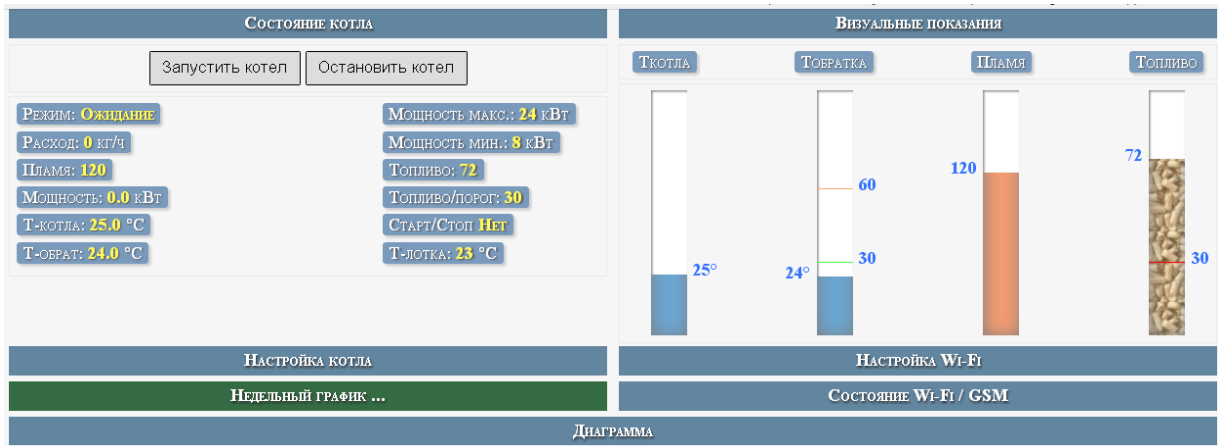 Состояние котла
Запустить котел Остановить котел
Режим: Ожидание
Расход: 0 кг/ч
Пламя: 120
Мощность: 0.0 кВт
Т-котла: 25.0 °C
Т-обрат: 24.0 °C
Мощность макс.: 24 кВт
Мощность мин.: 8 кВт
Топливо: 72
Топливо/порог: 30
Старт/Стоп Нет
Т-лотка: 23 °C
Визуальные показания
Tкотла Tобратка Пламя Топливо
25°
60
30
24°
120
72
30
Настройка котла
Настройка Wi-Fi
Недельный график ...
Состояние Wi-Fi / GSM
Диаграмма